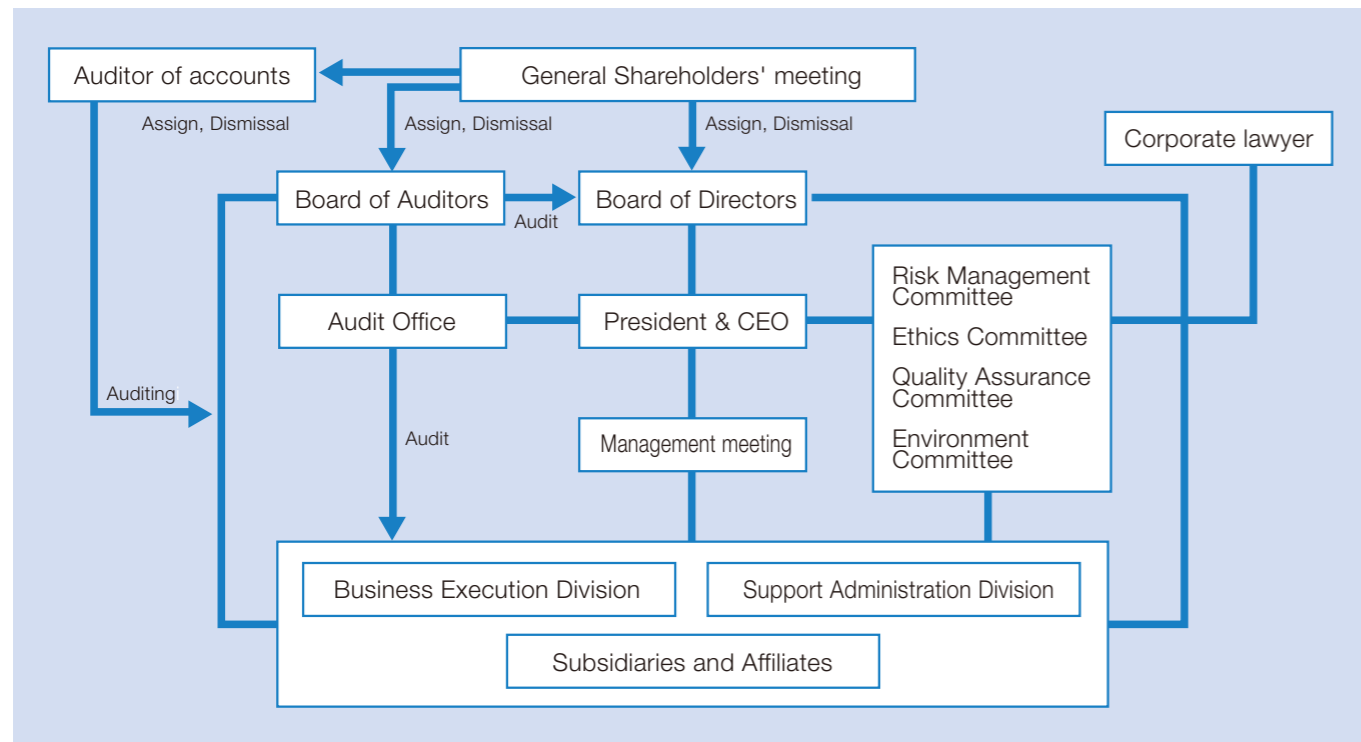 Auditor of accounts
General Shareholders' meeting
Assign, Dismissal
Assign, Dismissal
Assign, Dismissal
Corporate lawyer
Board of Auditors
Audit
Board of Directors
Audit Office
President & CEO
Risk Management
Committee
Ethics Committee
Quality Assurance
Committee
Environment
Committee
Auditing
Audit
Management meeting
Business Execution Division
Support Administration Division
Subsidiaries and Affiliates